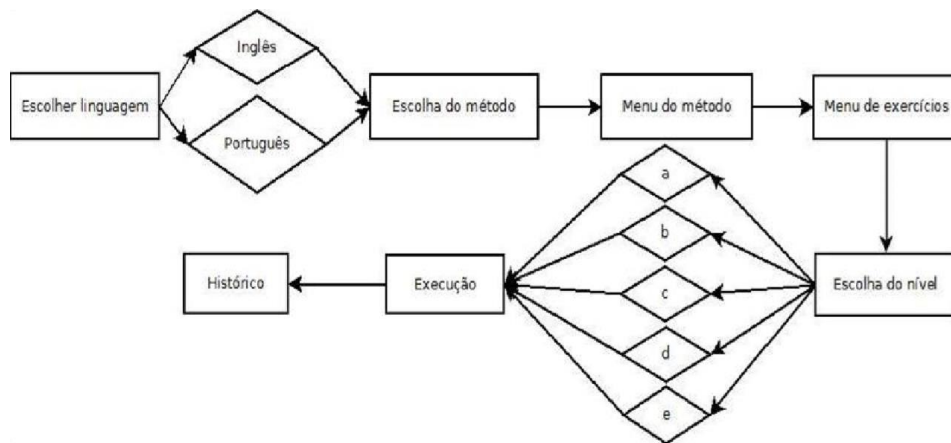 Escolher linguagem
Inglês
Português
Escolha do método
Menu do método
Menu de exercícios
Escolha do nível
a
b
c
d
e
Execução
Histórico